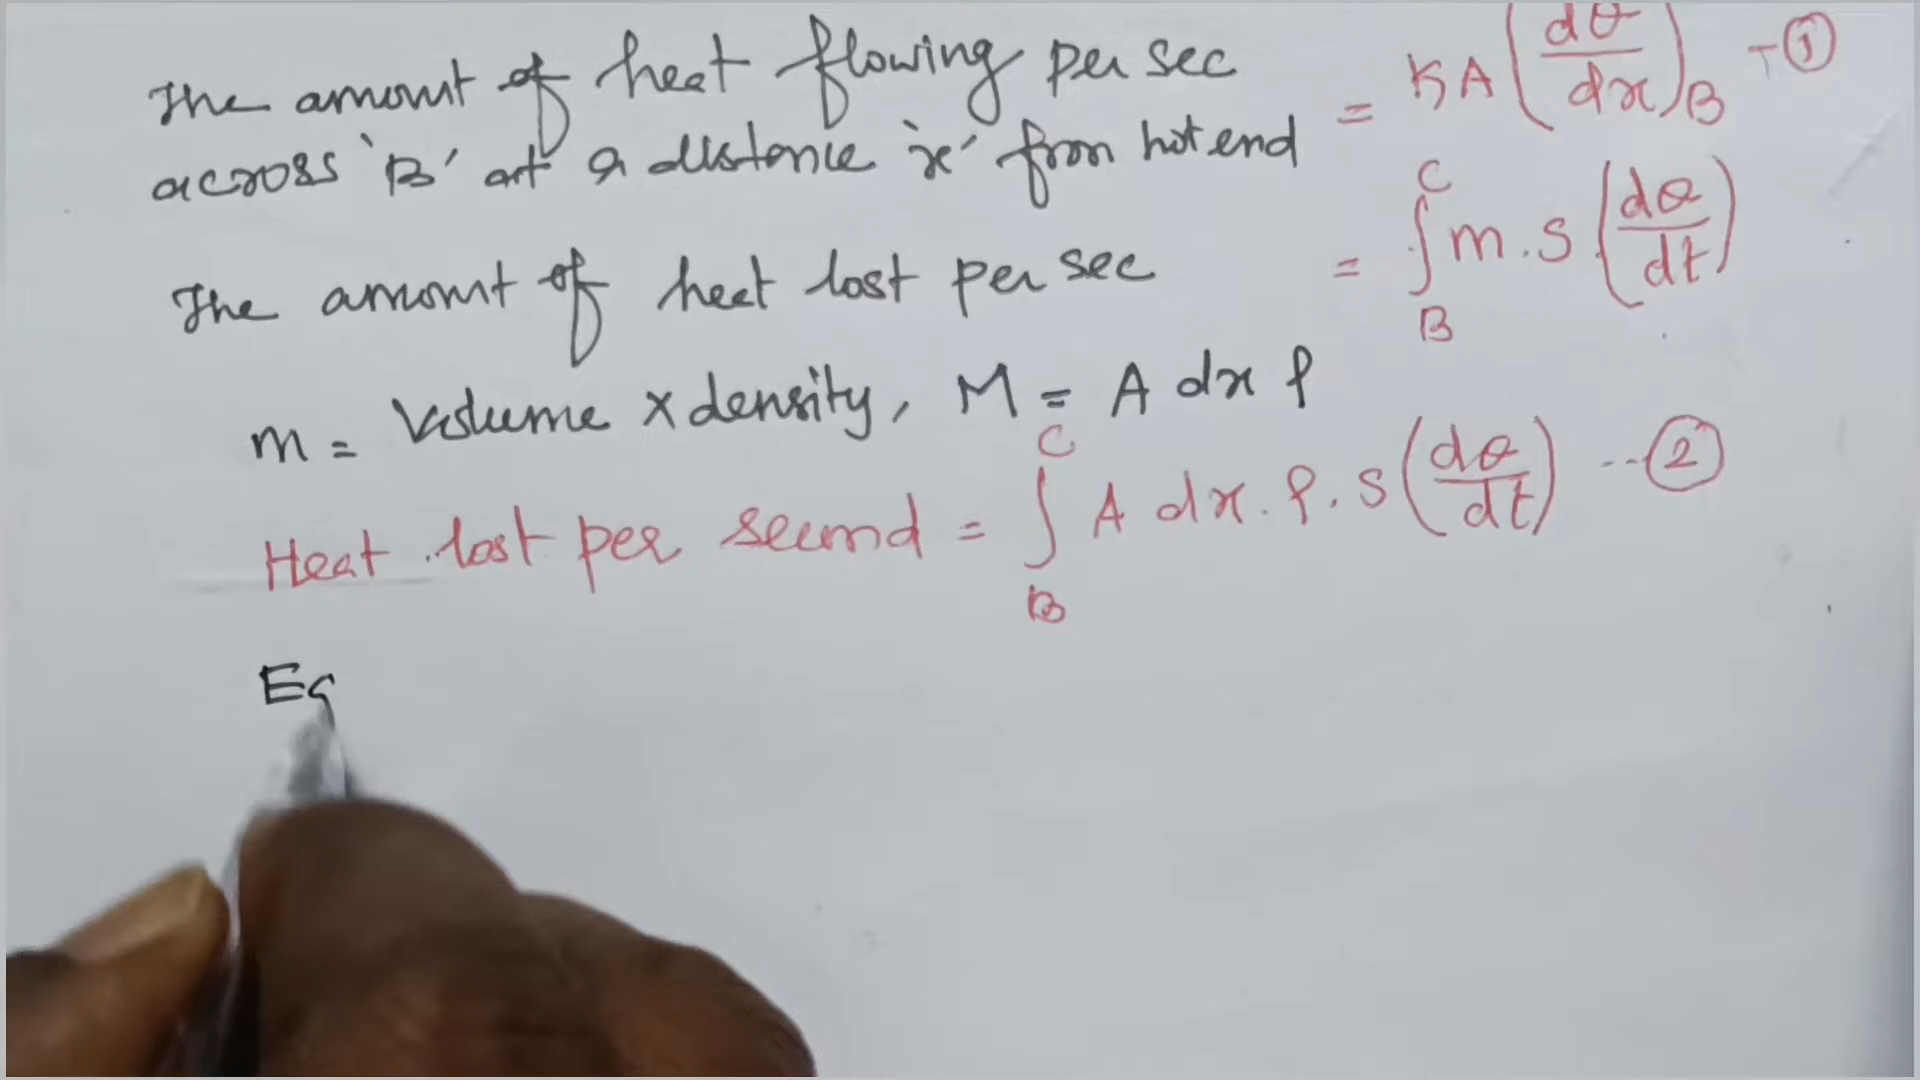 The amount of heat flowing per sec
across 'B' at a distance 'x' from hot end = KA (dθ/dx)B -①
The amount of heat lost per sec = ∫_B^C m.s (dθ/dt)
m = Volume x density, M = A dx ρ
Heat lost per second = ∫_B^C A dx. ρ. s (dθ/dt) --②
Eq